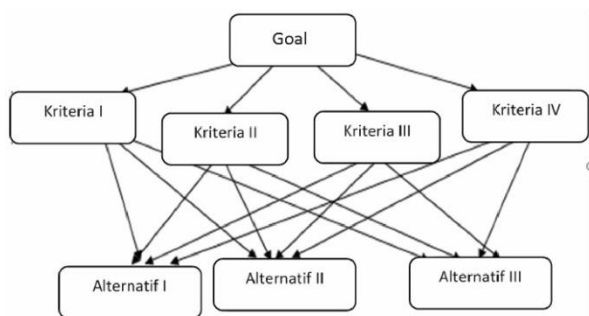 Goal
Kriteria I
Kriteria II
Kriteria III
Kriteria IV
Alternatif I
Alternatif II
Alternatif III